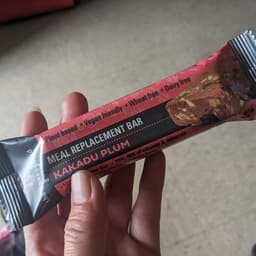 Plant based • Vegan friendly • Wheat free • Dairy free
MEAL REPLACEMENT BAR
KAKADU PLUM